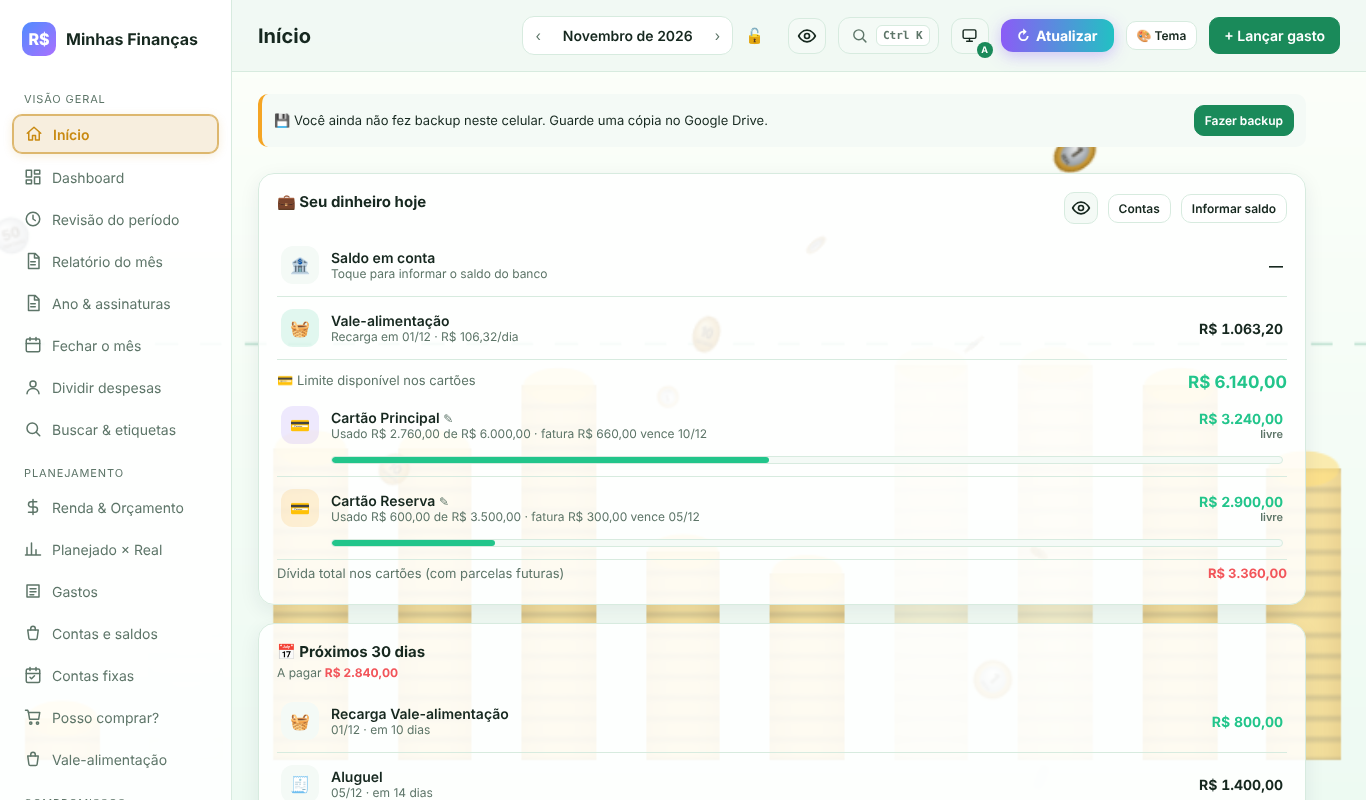 R$ Minhas Finanças
VISÃO GERAL
Início
Dashboard
Revisão do período
Relatório do mês
Ano & assinaturas
Fechar o mês
Dividir despesas
Buscar & etiquetas
PLANEJAMENTO
Renda & Orçamento
Planejado × Real
Gastos
Contas e saldos
Contas fixas
Posso comprar?
Vale-alimentação
Início
‹ Novembro de 2026 ›
Ctrl K
A
↻ Atualizar
🎨 Tema
+ Lançar gasto
💾 Você ainda não fez backup neste celular. Guarde uma cópia no Google Drive.
Fazer backup
💼 Seu dinheiro hoje
Contas
Informar saldo
Saldo em conta
Toque para informar o saldo do banco
—
Vale-alimentação
Recarga em 01/12 · R$ 106,32/dia
R$ 1.063,20
💳 Limite disponível nos cartões
R$ 6.140,00
Cartão Principal ✎
Usado R$ 2.760,00 de R$ 6.000,00 · fatura R$ 660,00 vence 10/12
R$ 3.240,00
livre
Cartão Reserva ✎
Usado R$ 600,00 de R$ 3.500,00 · fatura R$ 300,00 vence 05/12
R$ 2.900,00
livre
Dívida total nos cartões (com parcelas futuras)
R$ 3.360,00
📅 Próximos 30 dias
A pagar R$ 2.840,00
Recarga Vale-alimentação
01/12 · em 10 dias
R$ 800,00
Aluguel
05/12 · em 14 dias
R$ 1.400,00